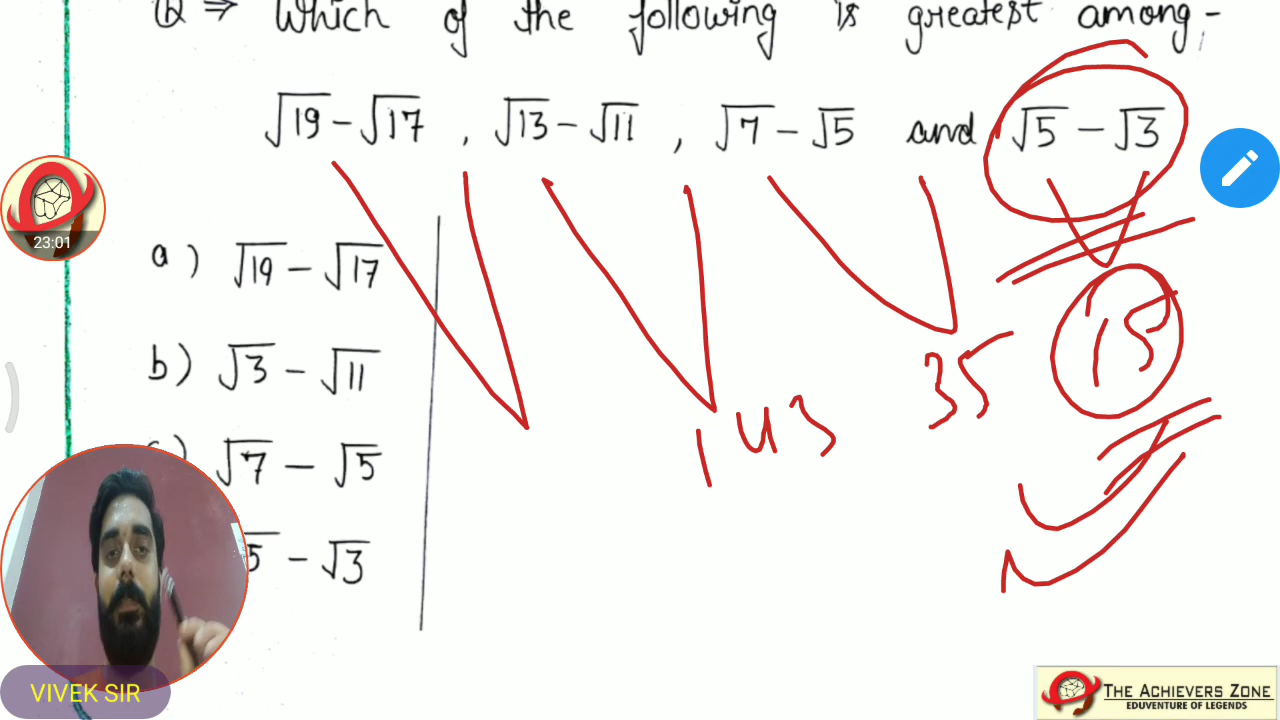 Q ⇒ Which of the following is greatest among -
√19 - √17 , √13 - √11 , √7 - √5 and √5 - √3
23:01
a) √19 - √17
15
b) √3 - √11
35
143
c) √7 - √5
5 - √3
VIVEK SIR
THE ACHIEVERS ZONE
EDUVENTURE OF LEGENDS